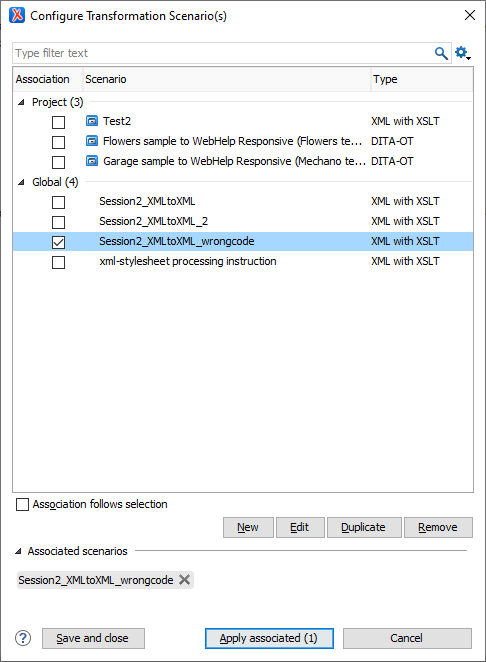 Configure Transformation Scenario(s)
Type filter text
Association Scenario Type
Project (3)
Test2 XML with XSLT
Flowers sample to WebHelp Responsive (Flowers te... DITA-OT
Garage sample to WebHelp Responsive (Mechano te... DITA-OT
Global (4)
Session2_XMLtoXML XML with XSLT
Session2_XMLtoXML_2 XML with XSLT
Session2_XMLtoXML_wrongcode XML with XSLT
xml-stylesheet processing instruction XML with XSLT
Association follows selection
New Edit Duplicate Remove
Associated scenarios
Session2_XMLtoXML_wrongcode
? Save and close Apply associated (1) Cancel